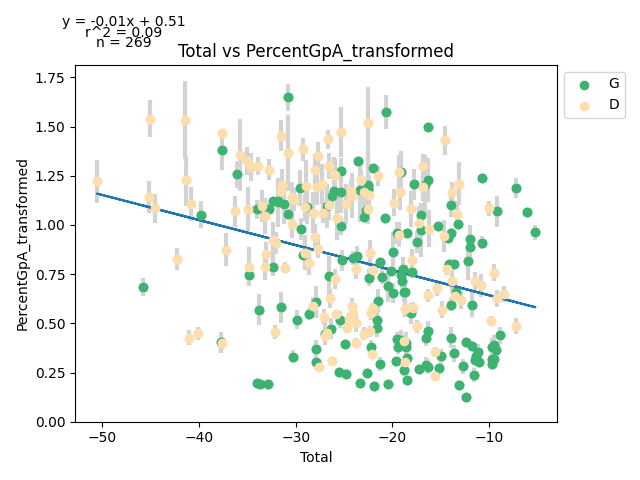 y = -0.01x + 0.51
r^2 = 0.09
n = 269
Total vs PercentGpA_transformed
G
D
1.75
1.50
1.25
1.00
0.75
0.50
0.25
0.00
PercentGpA_transformed
−50 −40 −30 −20 −10
Total